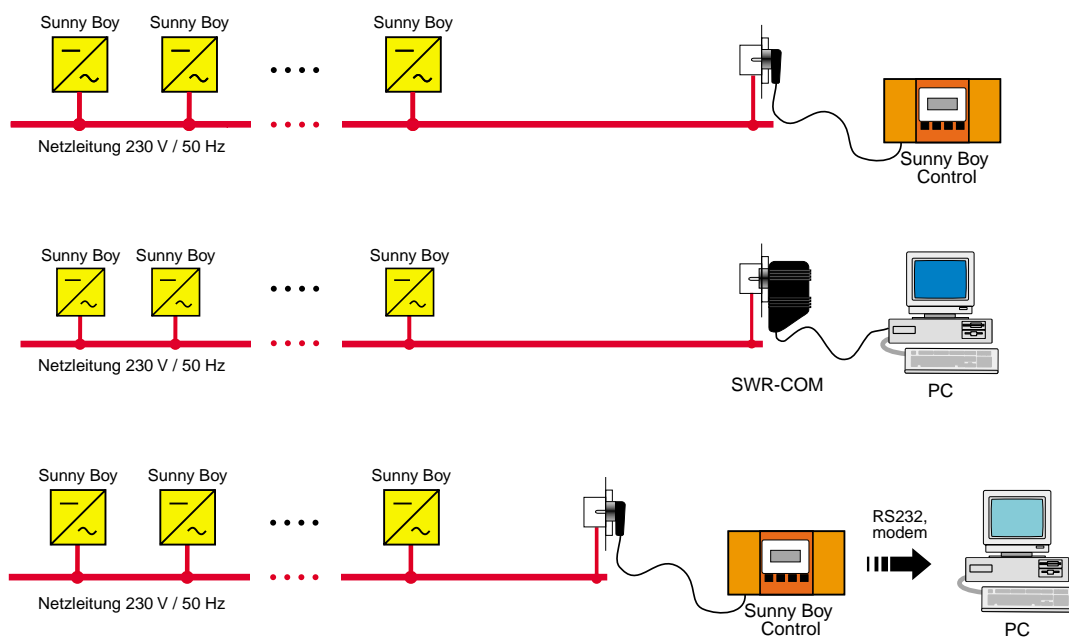 Sunny Boy Sunny Boy Sunny Boy
Netzleitung 230 V / 50 Hz
Sunny Boy
Control
Sunny Boy Sunny Boy Sunny Boy
Netzleitung 230 V / 50 Hz
SWR-COM
PC
Sunny Boy Sunny Boy Sunny Boy
RS232,
modem
Netzleitung 230 V / 50 Hz
Sunny Boy
Control
PC